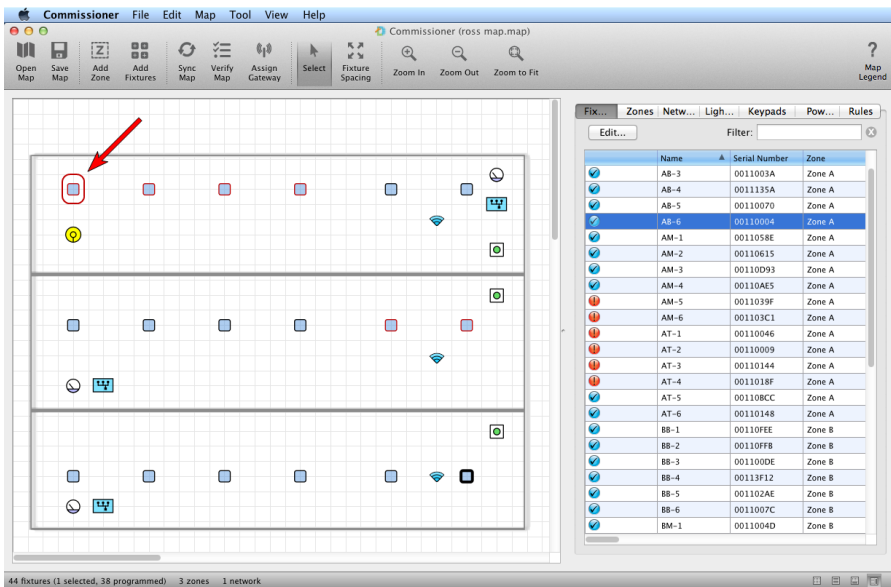 Commissioner File Edit Map Tool View Help
Commissioner (ross map.map)
Open Map
Save Map
Add Zone
Add Fixtures
Sync Map
Verify Map
Assign Gateway
Select
Fixture Spacing
Zoom In
Zoom Out
Zoom to Fit
? Map Legend
Fix... Zones Netw... Ligh... Keypads Pow... Rules
Edit... Filter:
Name Serial Number Zone
AB-3 0011003A Zone A
AB-4 0011135A Zone A
AB-5 00110070 Zone A
AB-6 00110004 Zone A
AM-1 0011058E Zone A
AM-2 00110615 Zone A
AM-3 00110D93 Zone A
AM-4 00110AE5 Zone A
AM-5 0011039F Zone A
AM-6 001103C1 Zone A
AT-1 00110046 Zone A
AT-2 00110009 Zone A
AT-3 00110144 Zone A
AT-4 0011018F Zone A
AT-5 00110BCC Zone A
AT-6 00110148 Zone A
BB-1 00110FEE Zone B
BB-2 00110FFB Zone B
BB-3 001100DE Zone B
BB-4 00113F12 Zone B
BB-5 001102AE Zone B
BB-6 0011007C Zone B
BM-1 0011004D Zone B
44 fixtures (1 selected, 38 programmed) 3 zones 1 network